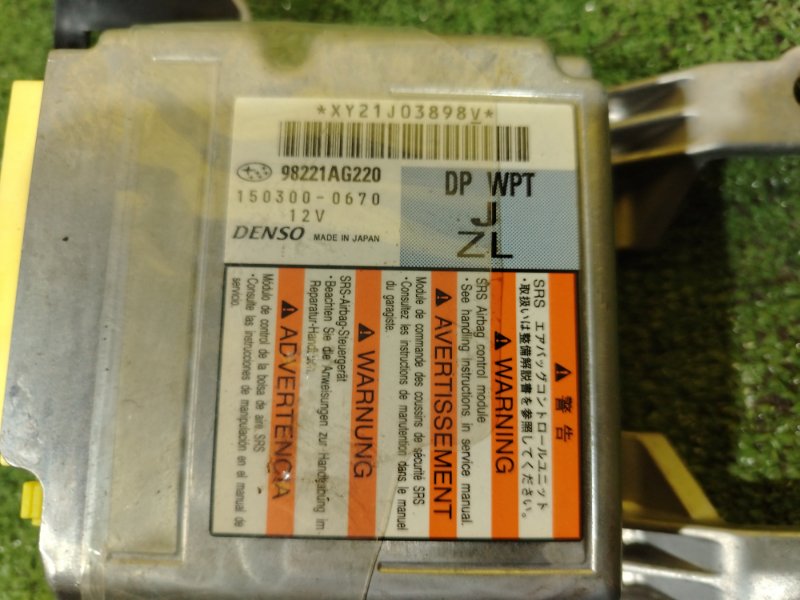 *XY21J03898V*
98221AG220
DP WPT
150300-0670
J
12V
DENSO MADE IN JAPAN
警告
SRS エアバッグコントロールユニット
・取扱いは整備解説書を参照してください。
WARNING
SRS Airbag control module
・See handling instructions in service manual.
AVERTISSEMENT
Module de commande des coussins de sécurité SRS
・Consultez les instructions de manutention dans le manuel
du garagiste.
WARNUNG
SRS-Airbag-Steuergerät
・Beachten Sie die Anweisungen zur Handhabung im
Reparatur-Handbuch.
ADVERTENCIA
Módulo de control de la bolsa de aire SRS
・Consulte las instrucciones de manipulación en el manual de
servicio.